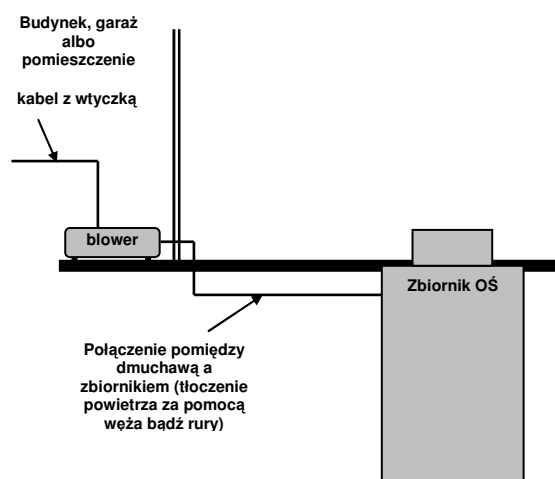 Budynek, garaż
albo
pomieszczenie
kabel z wtyczką
blower
Zbiornik OŚ
Połączenie pomiędzy
dmuchawą a
zbiornikiem (tłoczenie
powietrza za pomocą
węża bądź rury)